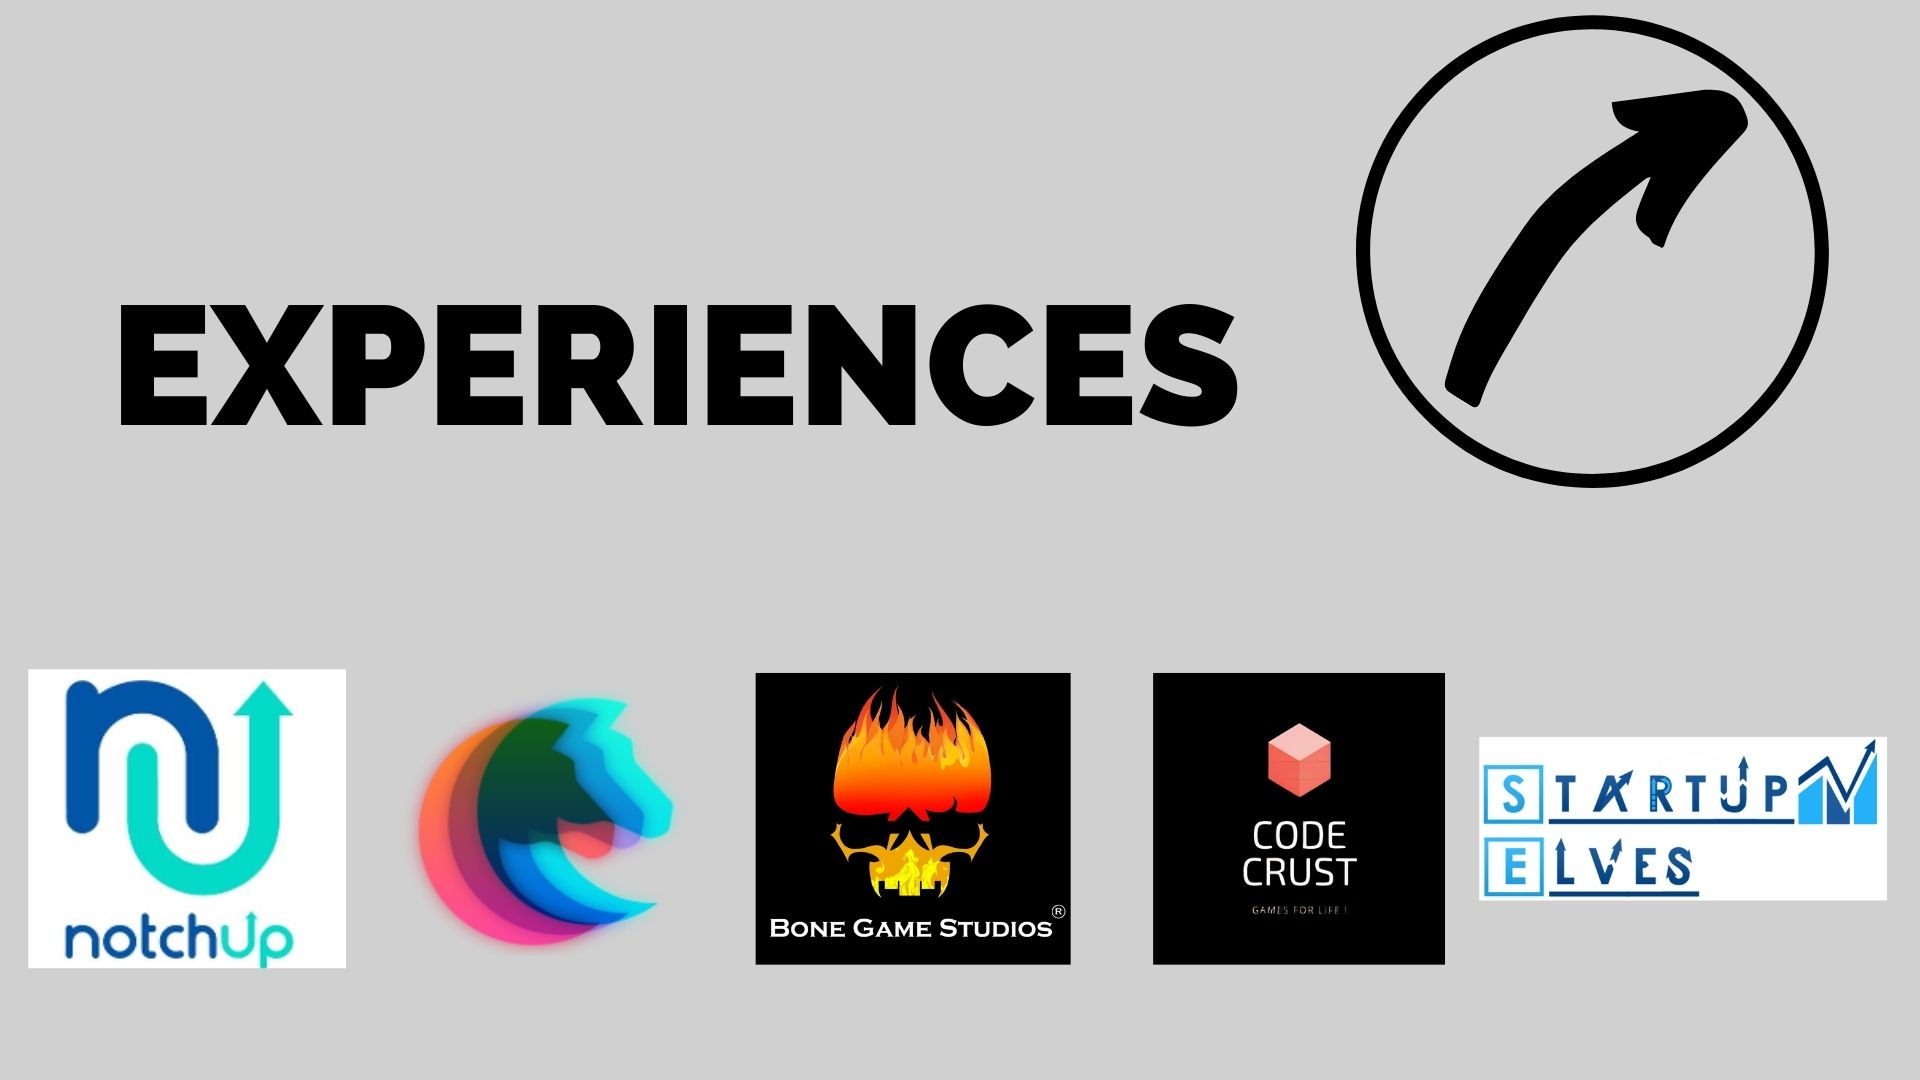 EXPERIENCES
notchup
BONE GAME STUDIOS®
CODE
CRUST
GAMES FOR LIFE !
STARTUP
ELVES